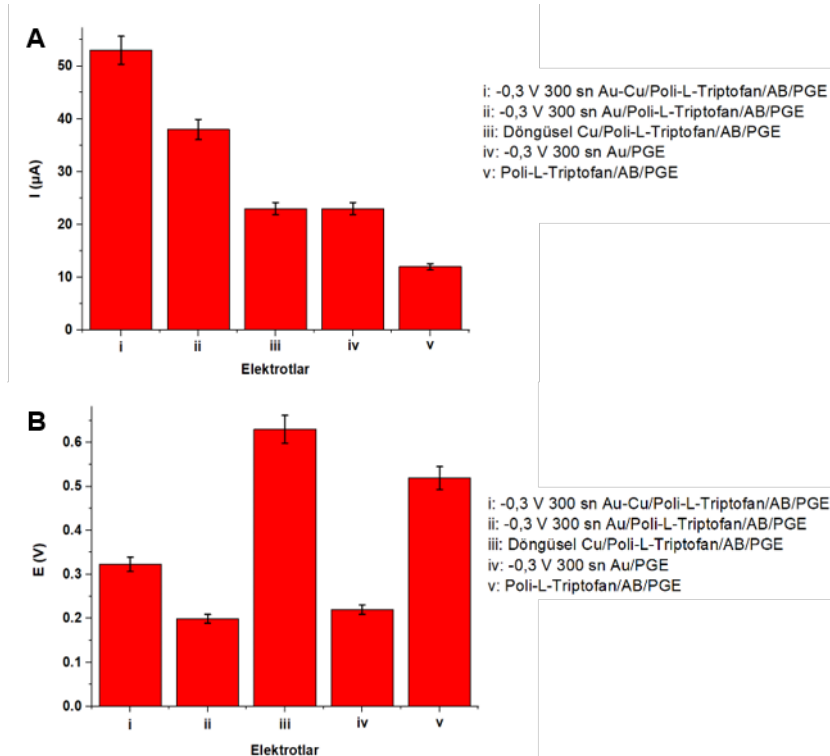 A
50
40
30
20
10
0
I (µA)
i ii iii iv v
Elektrotlar
i: -0,3 V 300 sn Au-Cu/Poli-L-Triptofan/AB/PGE
ii: -0,3 V 300 sn Au/Poli-L-Triptofan/AB/PGE
iii: Döngüsel Cu/Poli-L-Triptofan/AB/PGE
iv: -0,3 V 300 sn Au/PGE
v: Poli-L-Triptofan/AB/PGE
B
0.6
0.5
0.4
0.3
0.2
0.1
0.0
E (V)
i ii iii iv v
Elektrotlar
i: -0,3 V 300 sn Au-Cu/Poli-L-Triptofan/AB/PGE
ii: -0,3 V 300 sn Au/Poli-L-Triptofan/AB/PGE
iii: Döngüsel Cu/Poli-L-Triptofan/AB/PGE
iv: -0,3 V 300 sn Au/PGE
v: Poli-L-Triptofan/AB/PGE